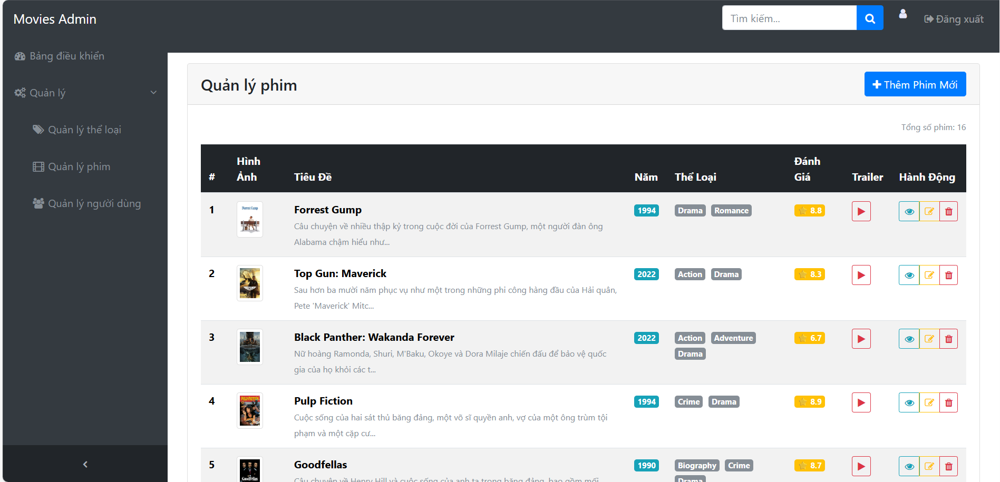 Movies Admin
Tìm kiếm...
Đăng xuất
Bảng điều khiển
Quản lý
Quản lý thể loại
Quản lý phim
Quản lý người dùng
Quản lý phim
Thêm Phim Mới
Tổng số phim: 16
# Hình Ảnh Tiêu Đề Năm Thể Loại Đánh Giá Trailer Hành Động
1 Forrest Gump 1994 Drama Romance 8.8
Câu chuyện về nhiều thập kỷ trong cuộc đời của Forrest Gump, một người đàn ông
Alabama chậm hiểu như...
Forrest Gump
2 Top Gun: Maverick 2022 Action Drama 8.3
Sau hơn ba mười năm phục vụ như một trong những phi công hàng đầu của Hải quân,
Pete 'Maverick' Mitc...
3 Black Panther: Wakanda Forever 2022 Action Adventure 6.7
Nữ hoàng Ramonda, Shuri, M'Baku, Okoye và Dora Milaje chiến đấu để bảo vệ quốc
Drama
gia của họ khỏi các t...
4 Pulp Fiction 1994 Crime Drama 8.9
PULP FICTION
Cuộc sống của hai sát thủ băng đảng, một võ sĩ quyền anh, vợ của một ông trùm tội
phạm và một cặp cư...
5 Goodfellas 1990 Biography Crime 8.7
GoodFellas
Câu chuyện về Henry Hill và cuộc sống của anh ta trong băng đảng, bao gồm mối
Drama